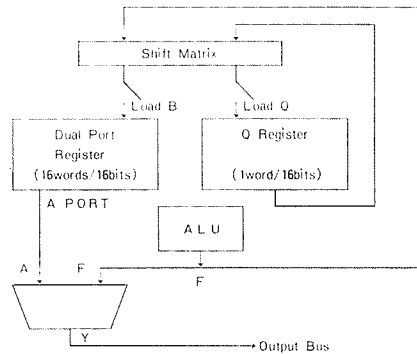 Shift Matrix
Load B
Load Q
Dual Port
Register
(16words/16bits)
Q Register
(1word/16bits)
A PORT
ALU
A
F
F
Y
Output Bus